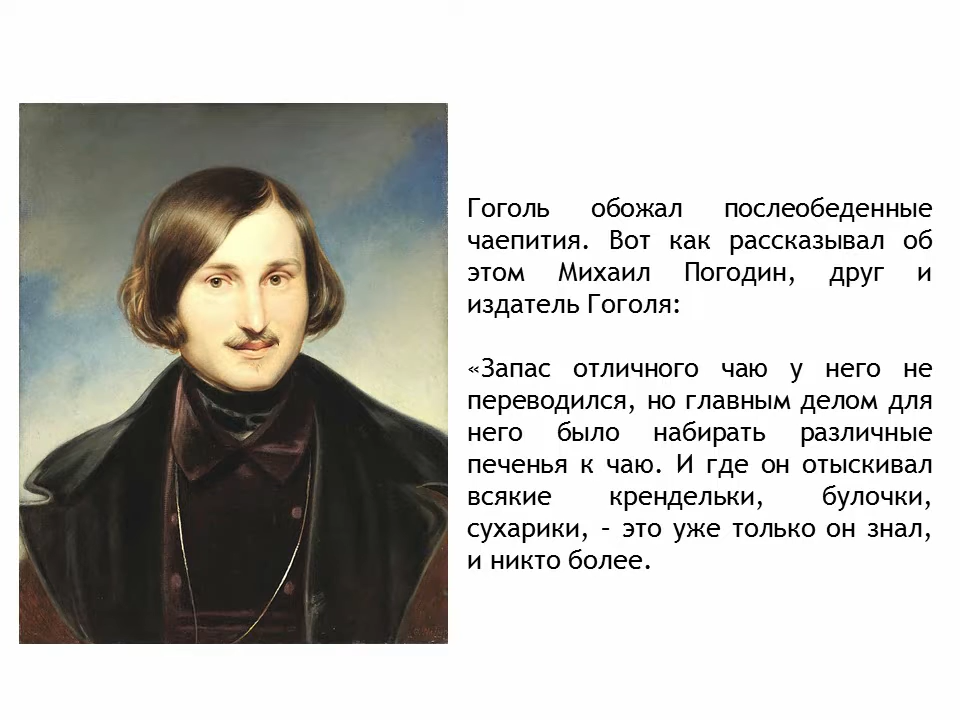 Гоголь обожал послеобеденные
чаепития. Вот как рассказывал об
этом Михаил Погодин, друг и
издатель Гоголя:
«Запас отличного чаю у него не
переводился, но главным делом для
него было набирать различные
печенья к чаю. И где он отыскивал
всякие крендельки, булочки,
сухарики, – это уже только он знал,
и никто более.